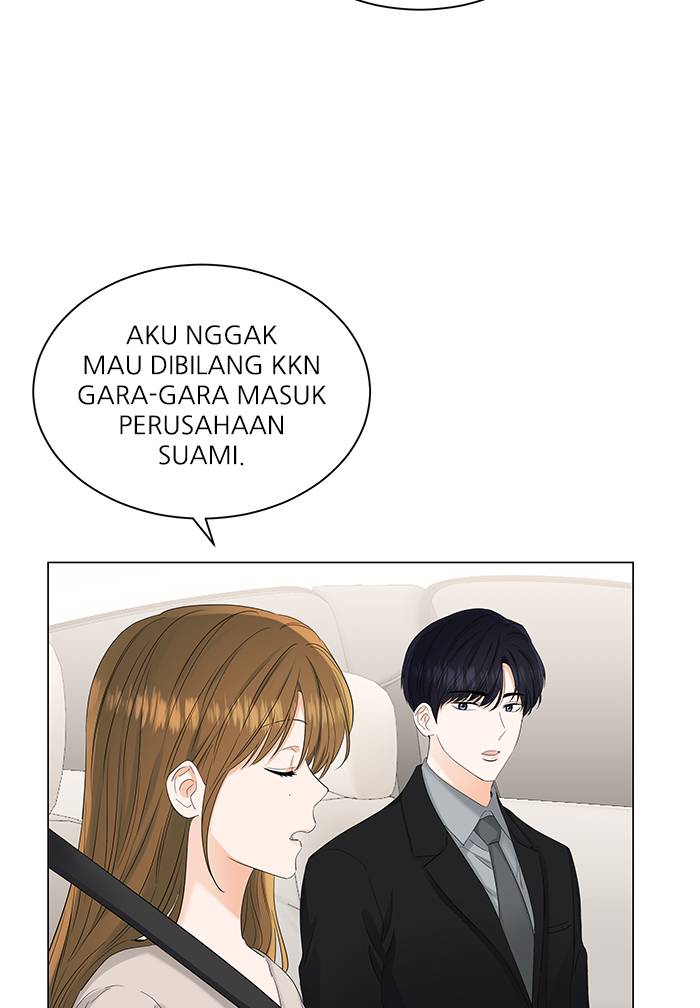 AKU NGGAK
MAU DIBILANG KKN
GARA-GARA MASUK
PERUSAHAAN
SUAMI.